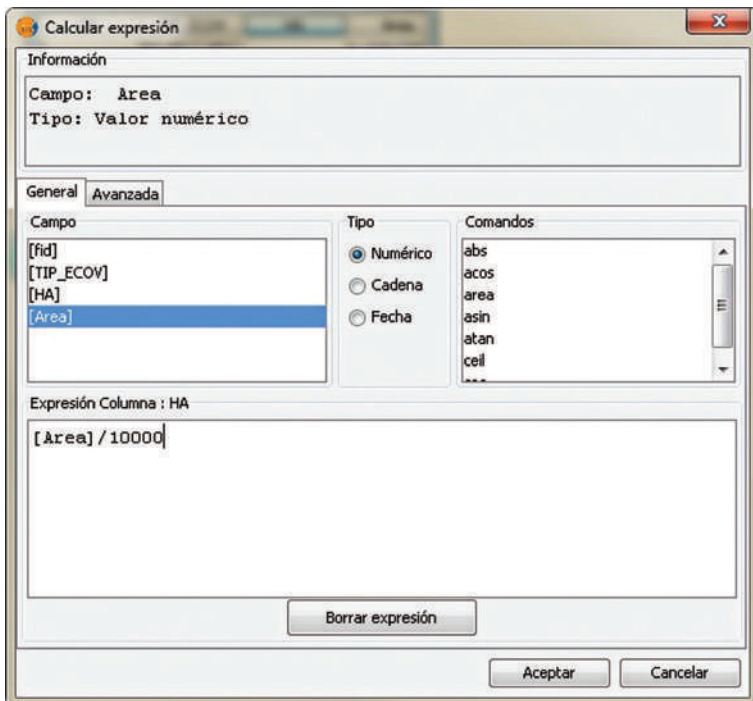 Calcular expresión
Información
Campo: Area
Tipo: Valor numérico
General Avanzada
Campo
[fid]
[TIP_ECOV]
[HA]
[Area]
Tipo
Numérico
Cadena
Fecha
Comandos
abs
acos
area
asin
atan
ceil
Expresión Columna : HA
[Area]/10000
Borrar expresión
Aceptar Cancelar